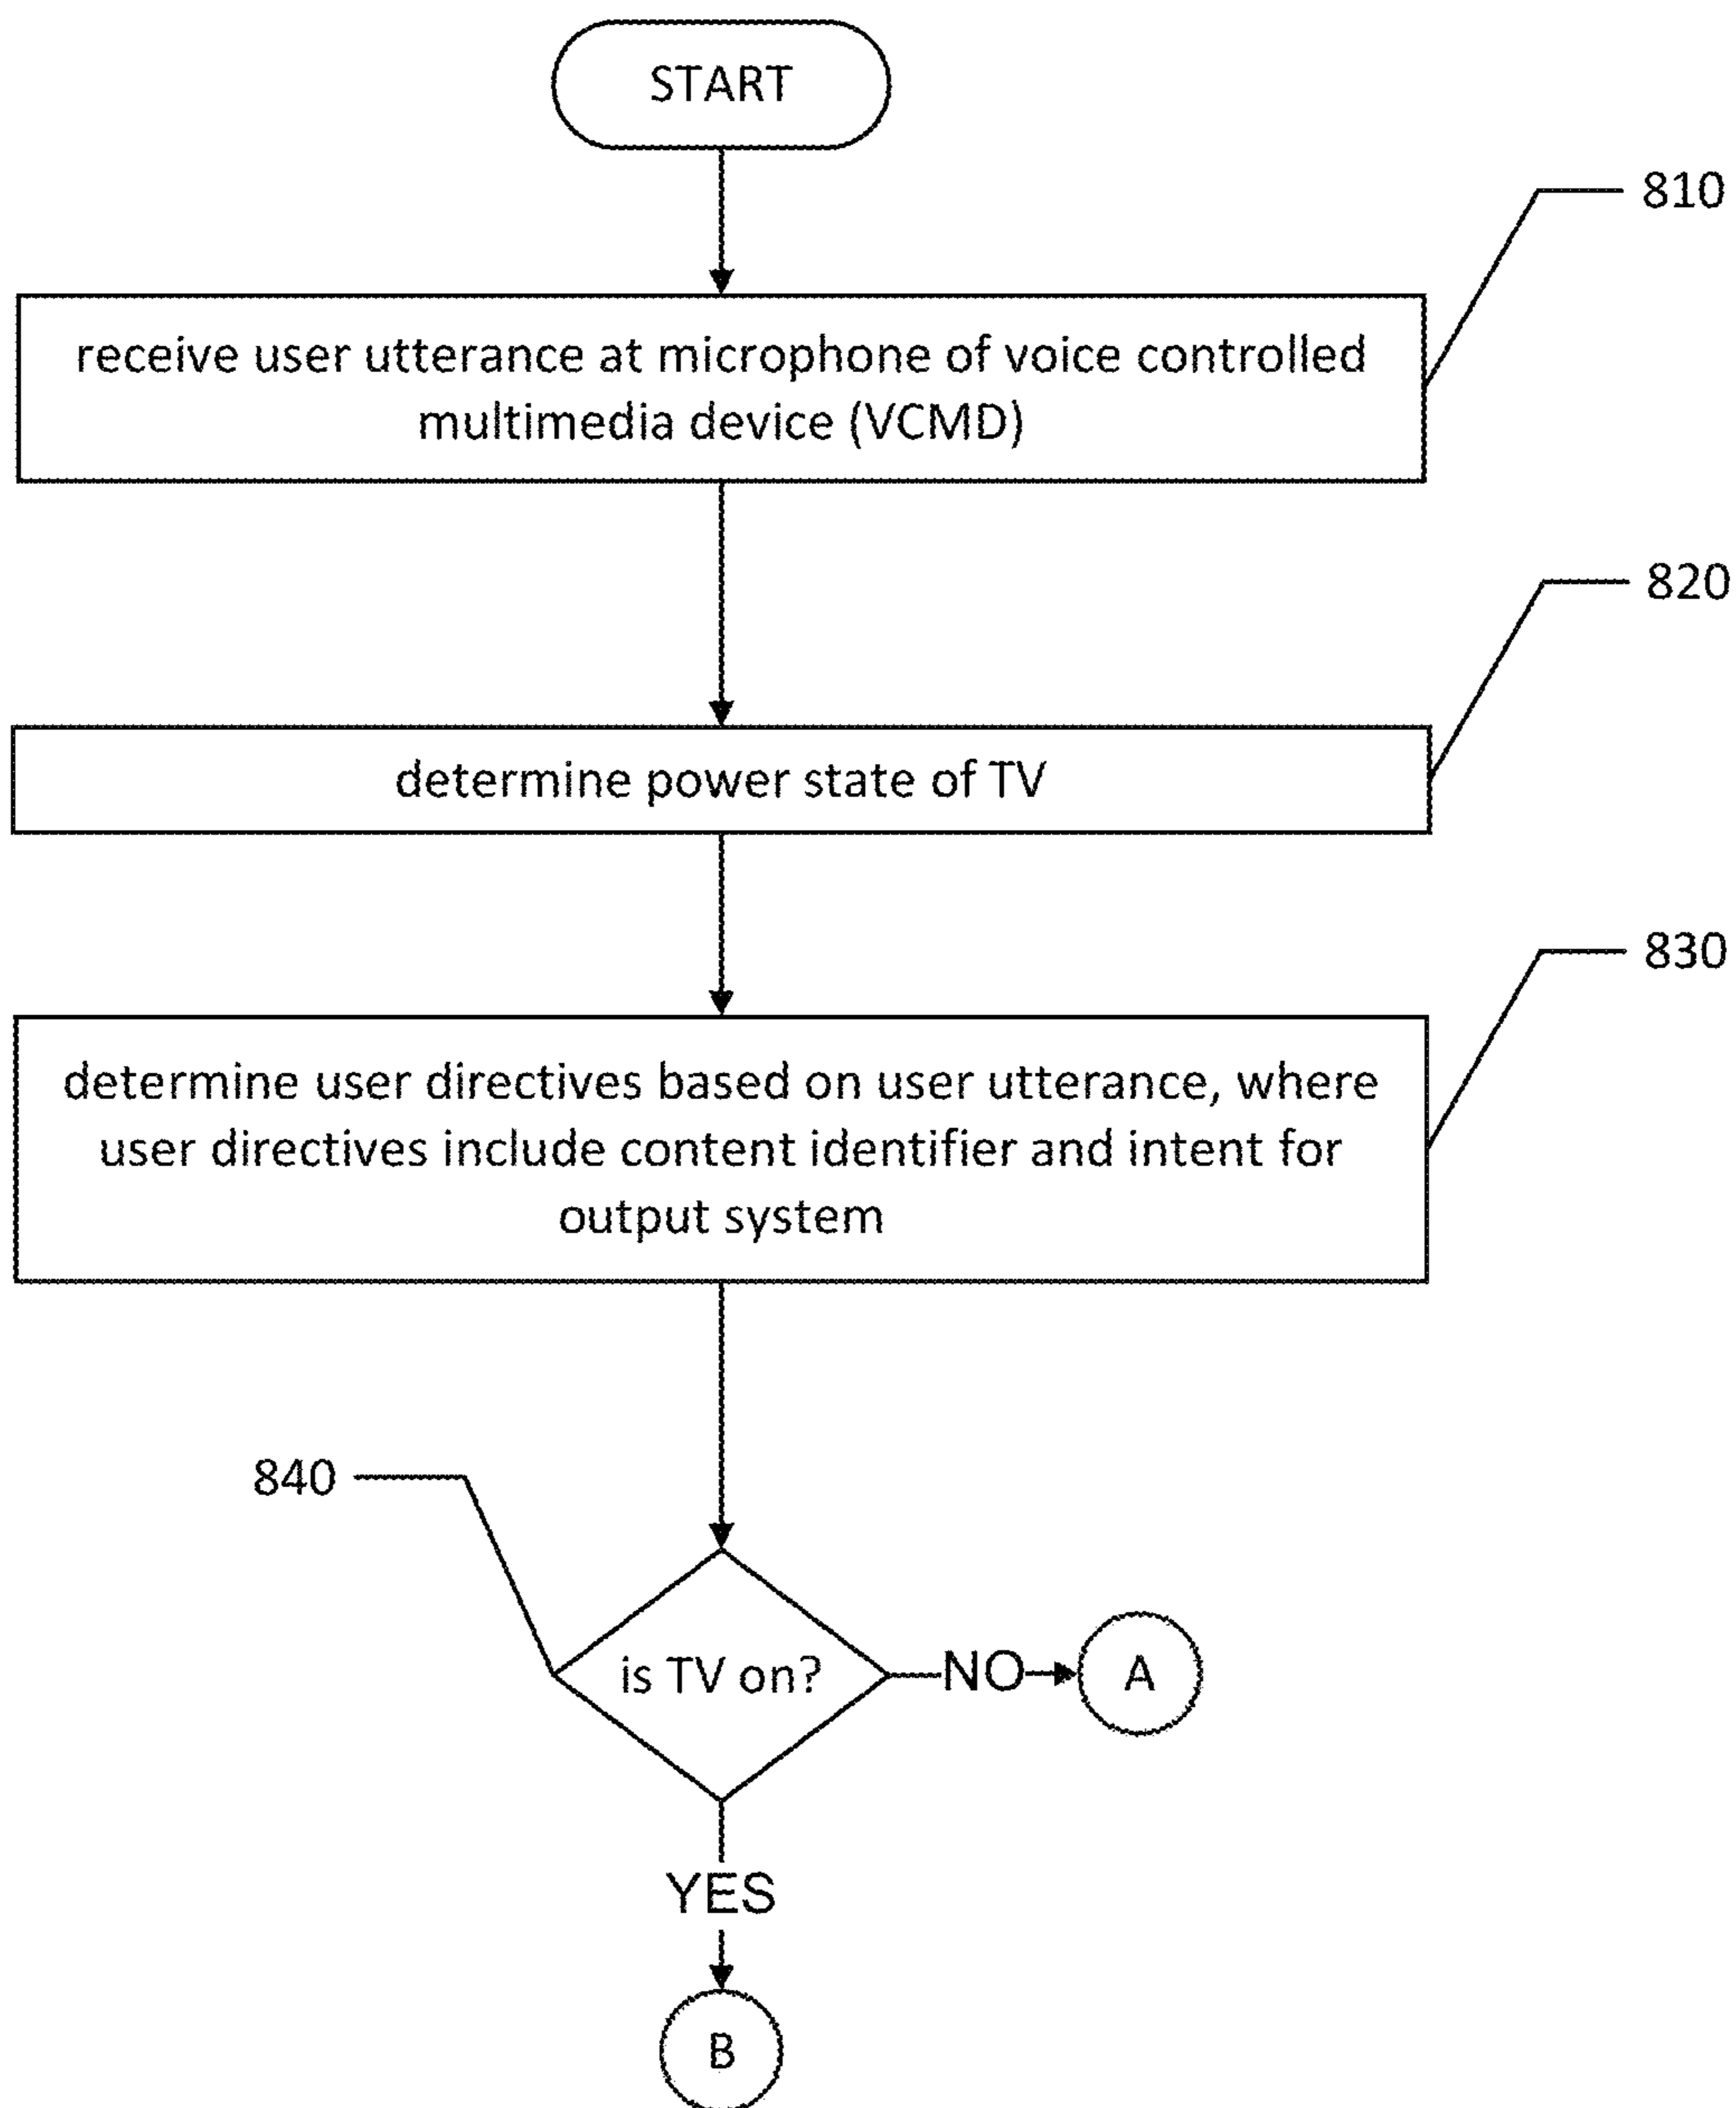 START
810
receive user utterance at microphone of voice controlled
multimedia device (VCMD)
820
determine power state of TV
830
determine user directives based on user utterance, where
user directives include content identifier and intent for
output system
840
is TV on?
NO
A
YES
B